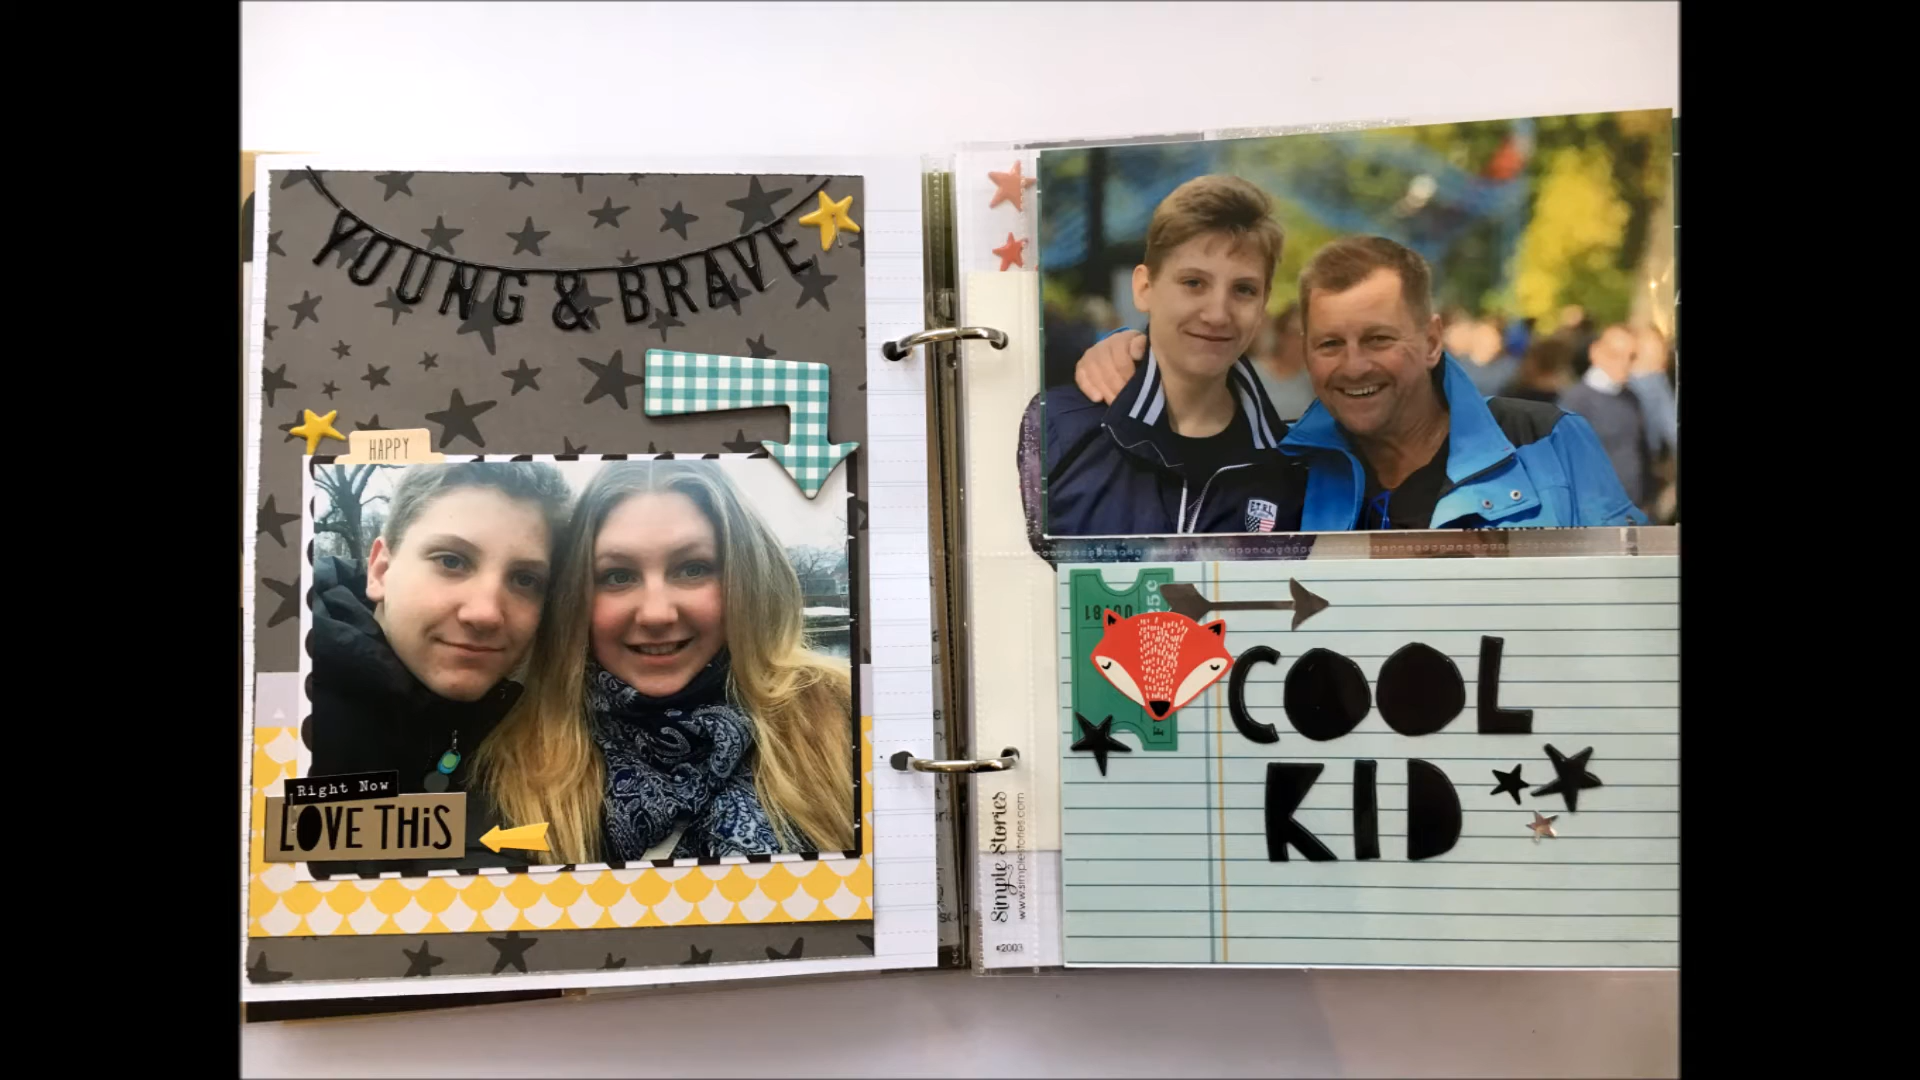 YOUNG & BRAVE
HAPPY
Right Now
LOVE THiS
E.T.R.L.
COOL
KID
Simple Stories
www.simplestories.com
#2003